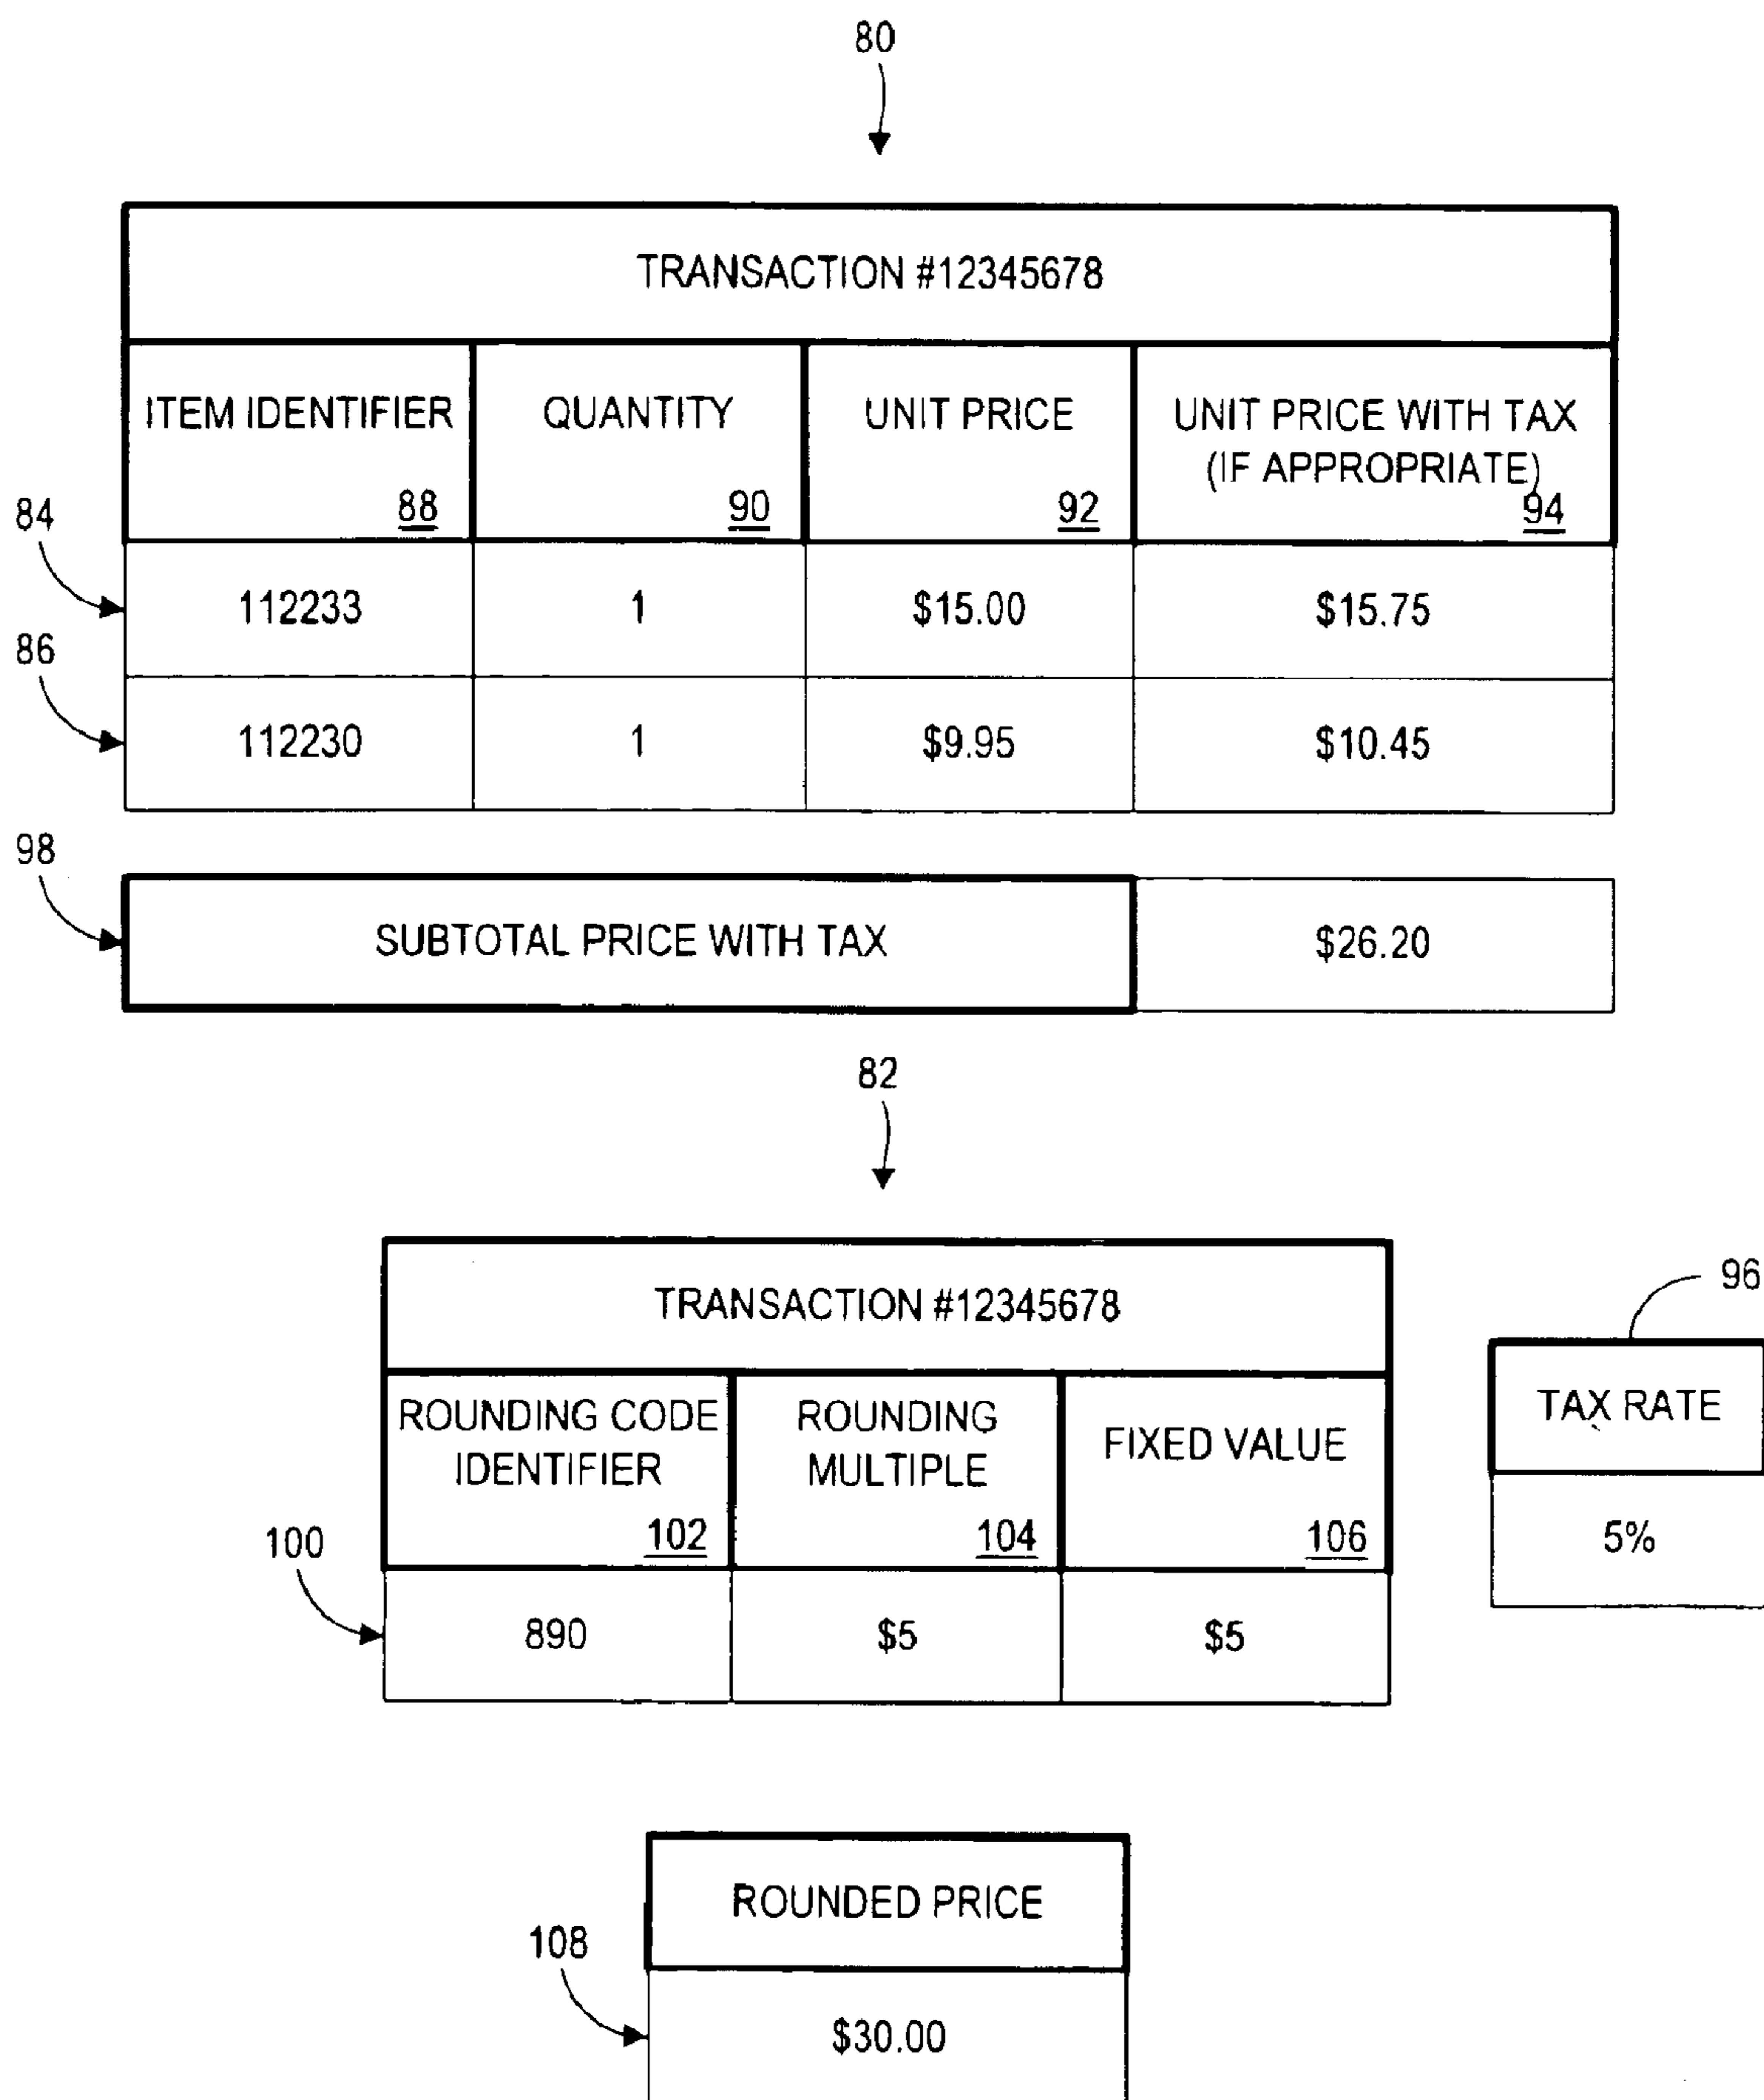 80
TRANSACTION #12345678
ITEM IDENTIFIER QUANTITY UNIT PRICE UNIT PRICE WITH TAX
(IF APPROPRIATE)
88 90 92 94
84
112233 1 $15.00 $15.75
86
112230 1 $9.95 $10.45
98
SUBTOTAL PRICE WITH TAX $26.20
82
TRANSACTION #12345678
96
ROUNDING CODE
IDENTIFIER
102
ROUNDING
MULTIPLE
104
FIXED VALUE
106
TAX RATE
5%
100
890 $5 $5
ROUNDED PRICE
108
$30.00